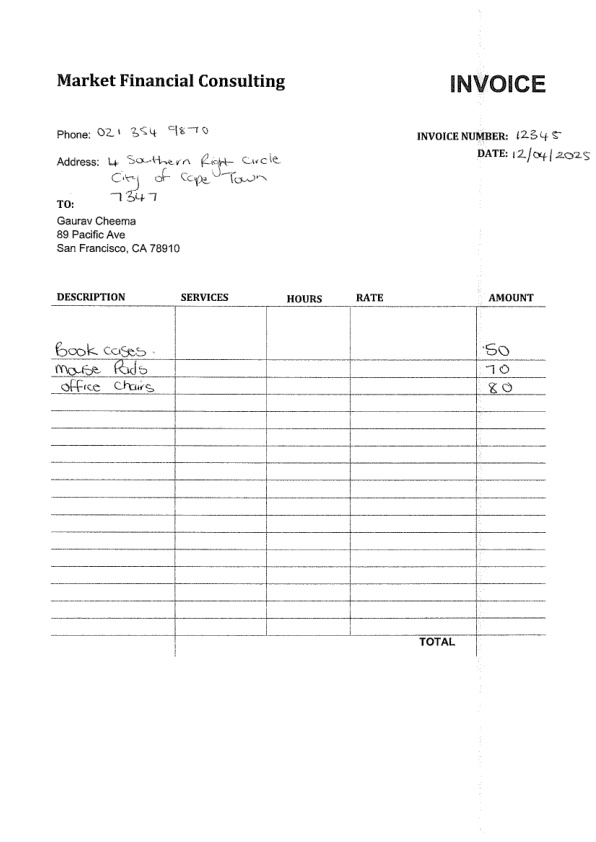 Market Financial Consulting
INVOICE
Phone: 021 354 9870
INVOICE NUMBER: 12345
DATE: 12/04/2025
Address: 4 Southern Right Circle
City of Cape Town
7347
TO:
Gaurav Cheema
89 Pacific Ave
San Francisco, CA 78910
DESCRIPTION SERVICES HOURS RATE AMOUNT
Book cases. 50
Mouse Pads 70
office chairs 80
TOTAL